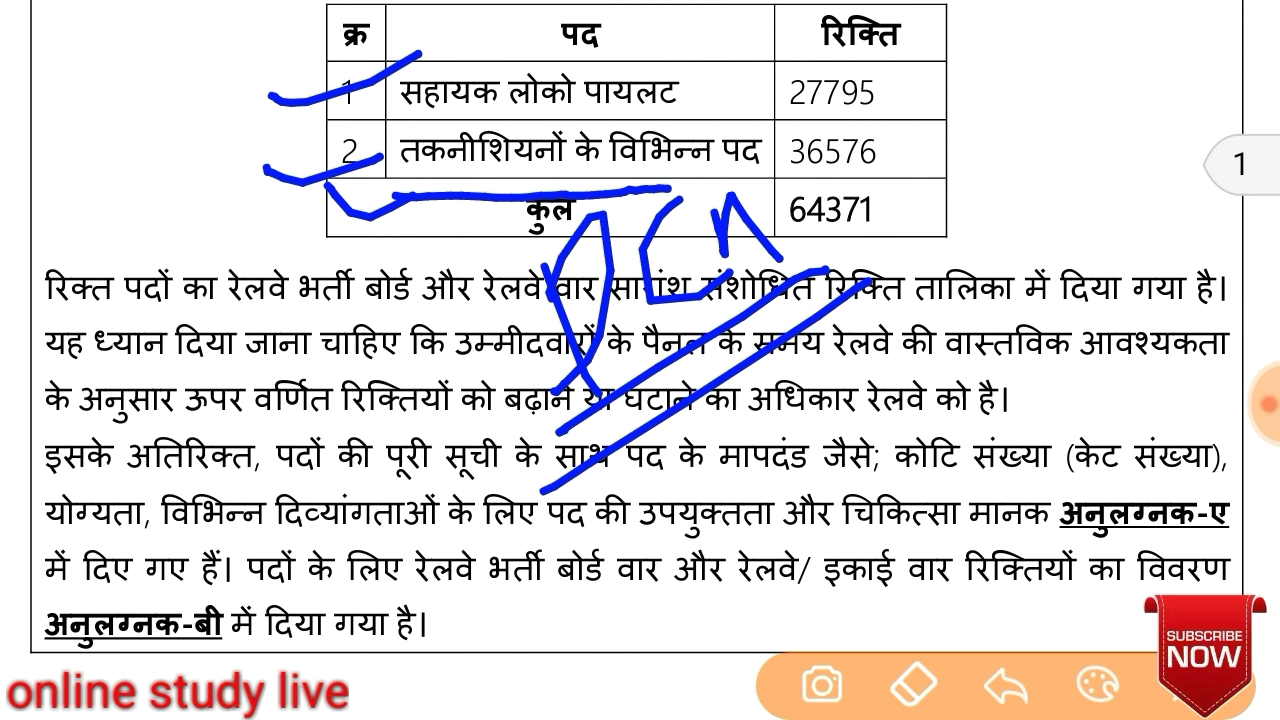 क्र पद रिक्ति
1 सहायक लोको पायलट 27795
2 तकनीशियनों के विभिन्न पद 36576
कुल 64371
1
रिक्त पदों का रेलवे भर्ती बोर्ड और रेलवे वार सारांश संशोधित रिक्ति तालिका में दिया गया है।
यह ध्यान दिया जाना चाहिए कि उम्मीदवारों के पैनल के समय रेलवे की वास्तविक आवश्यकता
के अनुसार ऊपर वर्णित रिक्तियों को बढ़ाने या घटाने का अधिकार रेलवे को है।
इसके अतिरिक्त, पदों की पूरी सूची के साथ पद के मापदंड जैसे; कोटि संख्या (केट संख्या),
योग्यता, विभिन्न दिव्यांगताओं के लिए पद की उपयुक्तता और चिकित्सा मानक अनुलग्नक-ए
में दिए गए हैं। पदों के लिए रेलवे भर्ती बोर्ड वार और रेलवे/ इकाई वार रिक्तियों का विवरण
अनुलग्नक-बी में दिया गया है।
SUBSCRIBE
NOW
online study live